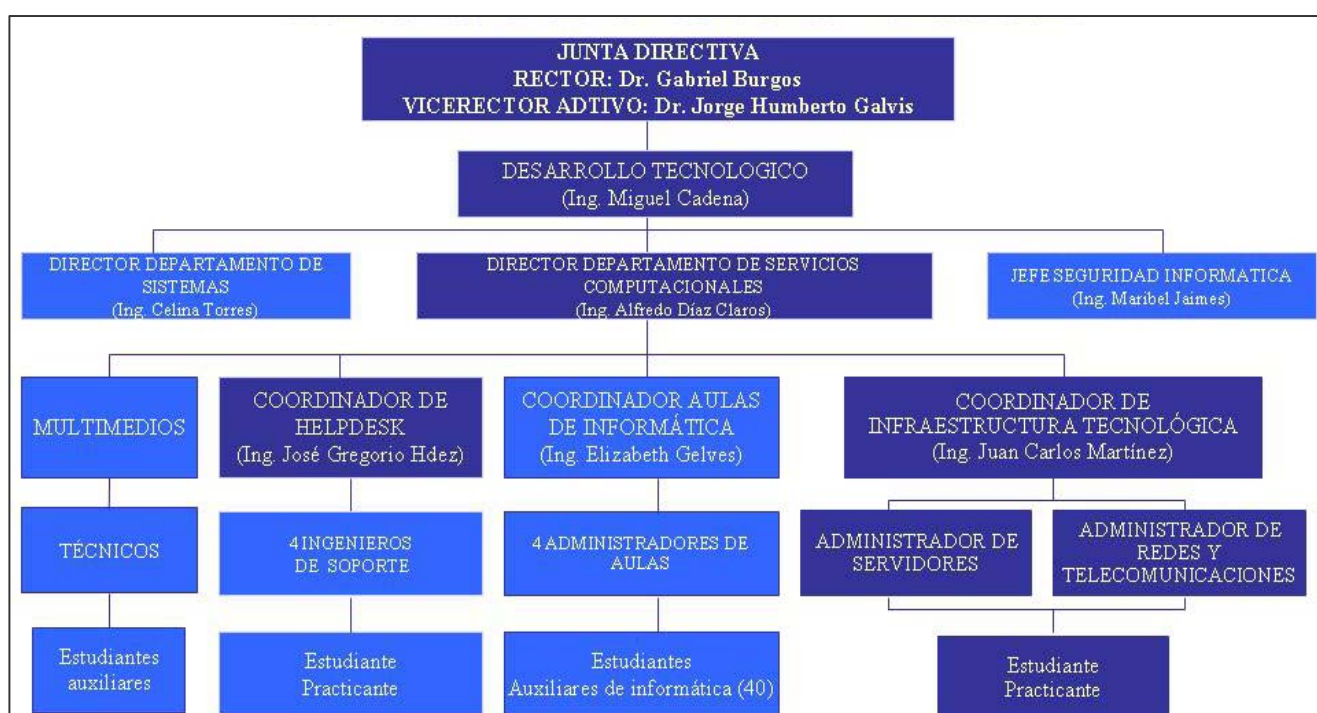 JUNTA DIRECTIVA
RECTOR: Dr. Gabriel Burgos
VICERECTOR ADTIVO: Dr. Jorge Humberto Galvis
DESARROLLO TECNOLOGICO
(Ing. Miguel Cadena)
DIRECTOR DEPARTAMENTO DE
SISTEMAS
(Ing. Celina Torres)
DIRECTOR DEPARTAMENTO DE SERVICIOS
COMPUTACIONALES
(Ing. Alfredo Díaz Claros)
JEFE SEGURIDAD INFORMATICA
(Ing. Maribel Jaimes)
MULTIMEDIOS
COORDINADOR DE
HELPDESK
(Ing. José Gregorio Hdez)
COORDINADOR AULAS
DE INFORMÁTICA
(Ing. Elizabeth Gelves)
COORDINADOR DE
INFRAESTRUCTURA TECNOLÓGICA
(Ing. Juan Carlos Martínez)
TÉCNICOS
4 INGENIEROS
DE SOPORTE
4 ADMINISTRADORES DE
AULAS
ADMINISTRADOR DE
SERVIDORES
ADMINISTRADOR DE
REDES Y
TELECOMUNICACIONES
Estudiantes
auxiliares
Estudiante
Practicante
Estudiantes
Auxiliares de informática (40)
Estudiante
Practicante